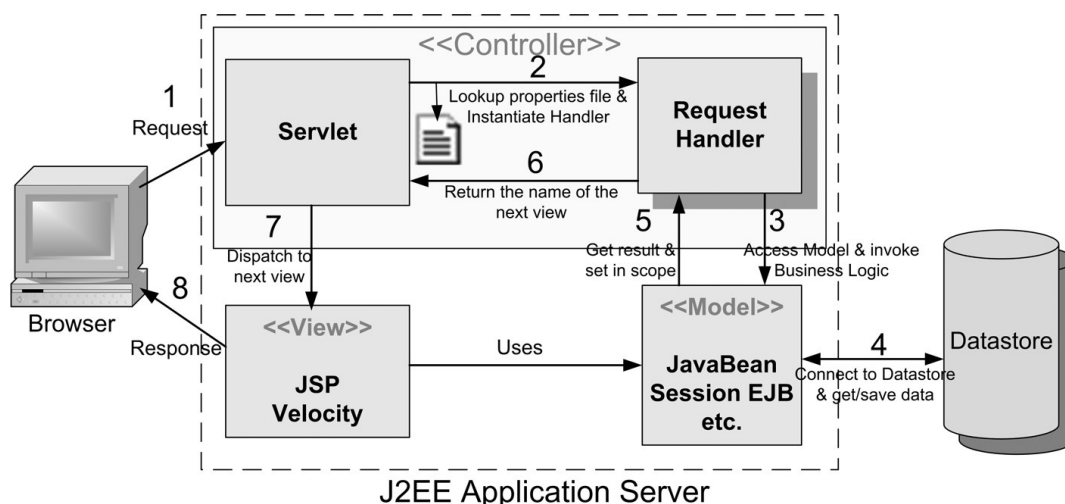 <<Controller>>
1
Request
Servlet
2
Lookup properties file &
Instantiate Handler
Request
Handler
6
Return the name of the
next view
7
Dispatch to
next view
5
Get result &
set in scope
3
Access Model & invoke
Business Logic
Browser
8
Response
<<View>>
JSP
Velocity
Uses
<<Model>>
JavaBean
Session EJB
etc.
4
Connect to Datastore
& get/save data
Datastore
J2EE Application Server